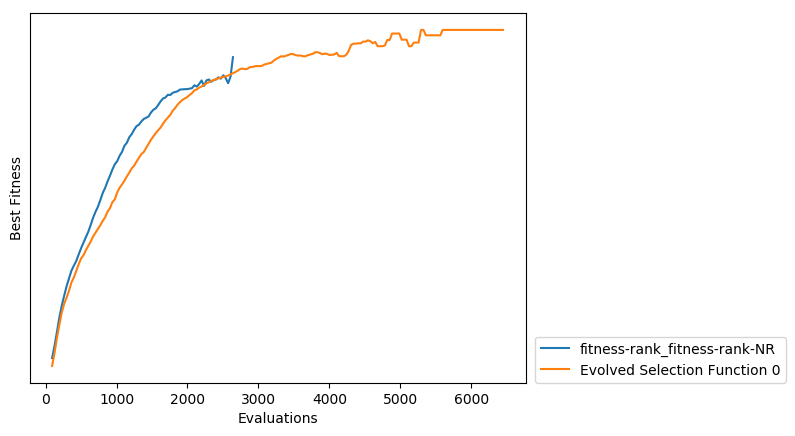 Best Fitness
0
1000
2000
3000
4000
5000
6000
Evaluations
fitness-rank_fitness-rank-NR
Evolved Selection Function 0